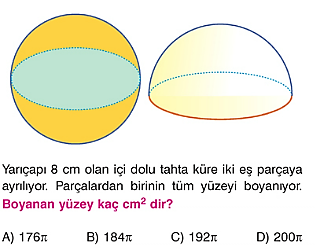 Yarıçapı 8 cm olan içi dolu tahta küre iki eş parçaya
ayrılıyor. Parçalardan birinin tüm yüzeyi boyanıyor.
Boyanan yüzey kaç cm² dir?
A) 176π B) 184π C) 192π D) 200π